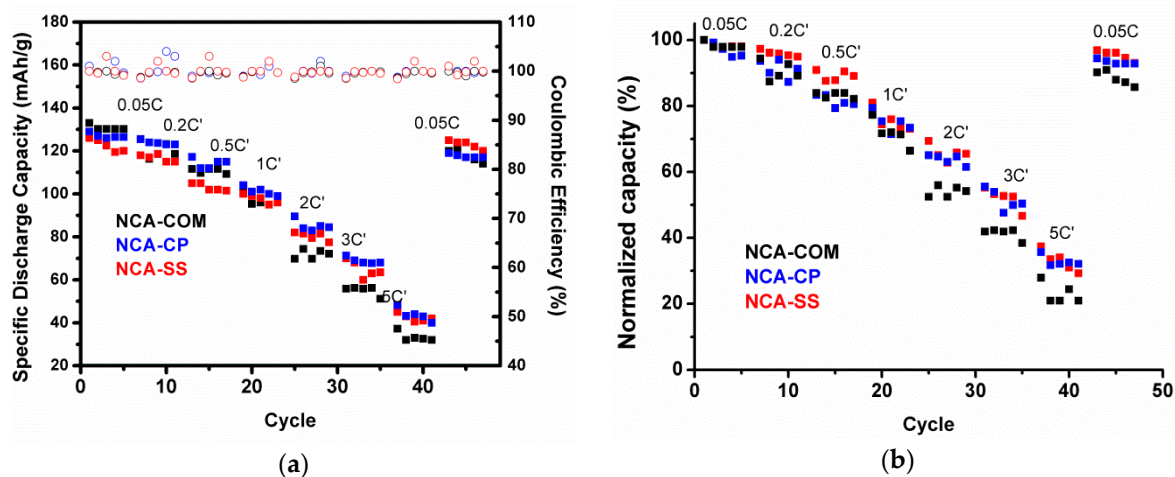 Specific Discharge Capacity (mAh/g)
180
160
140
120
100
80
60
40
20
0
10
20
30
40
Cycle
110
100
90
80
70
60
50
40
Coulombic Efficiency (%)
0.05C
0.2C'
0.5C'
1C'
2C'
3C'
5C'
0.05C
NCA-COM
NCA-CP
NCA-SS
(a)
Normalized capacity (%)
100
80
60
40
20
0
0
10
20
30
40
50
Cycle
0.05C
0.2C'
0.5C'
1C'
2C'
3C'
5C'
0.05C
NCA-COM
NCA-CP
NCA-SS
(b)